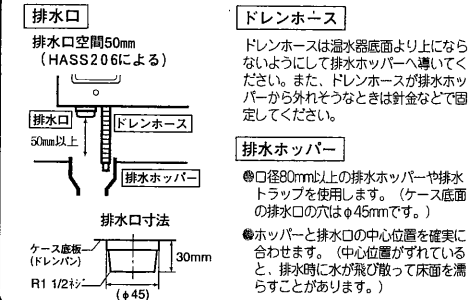 排水口
排水口空間50mm
(HASS206による)
排水口
ドレンホース
50mm以上
排水ホッパー
排水口寸法
ケース底板
(ドレンパン)
30mm
R1 1/2ネジ
(φ45)
ドレンホース
ドレンホースは温水器底面より上になら
ないようにして排水ホッパーへ導いてく
ださい。また、ドレンホースが排水ホッ
パーから外れそうなときは針金などで固
定してください。
排水ホッパー
●口径80mm以上の排水ホッパーや排水
トラップを使用します。(ケース底面
の排水口の穴はφ45mmです。)
●ホッパーと排水口の中心位置を確実に
合わせます。(中心位置がずれている
と、排水時に水が飛び散って床面を濡
らすことがあります。)